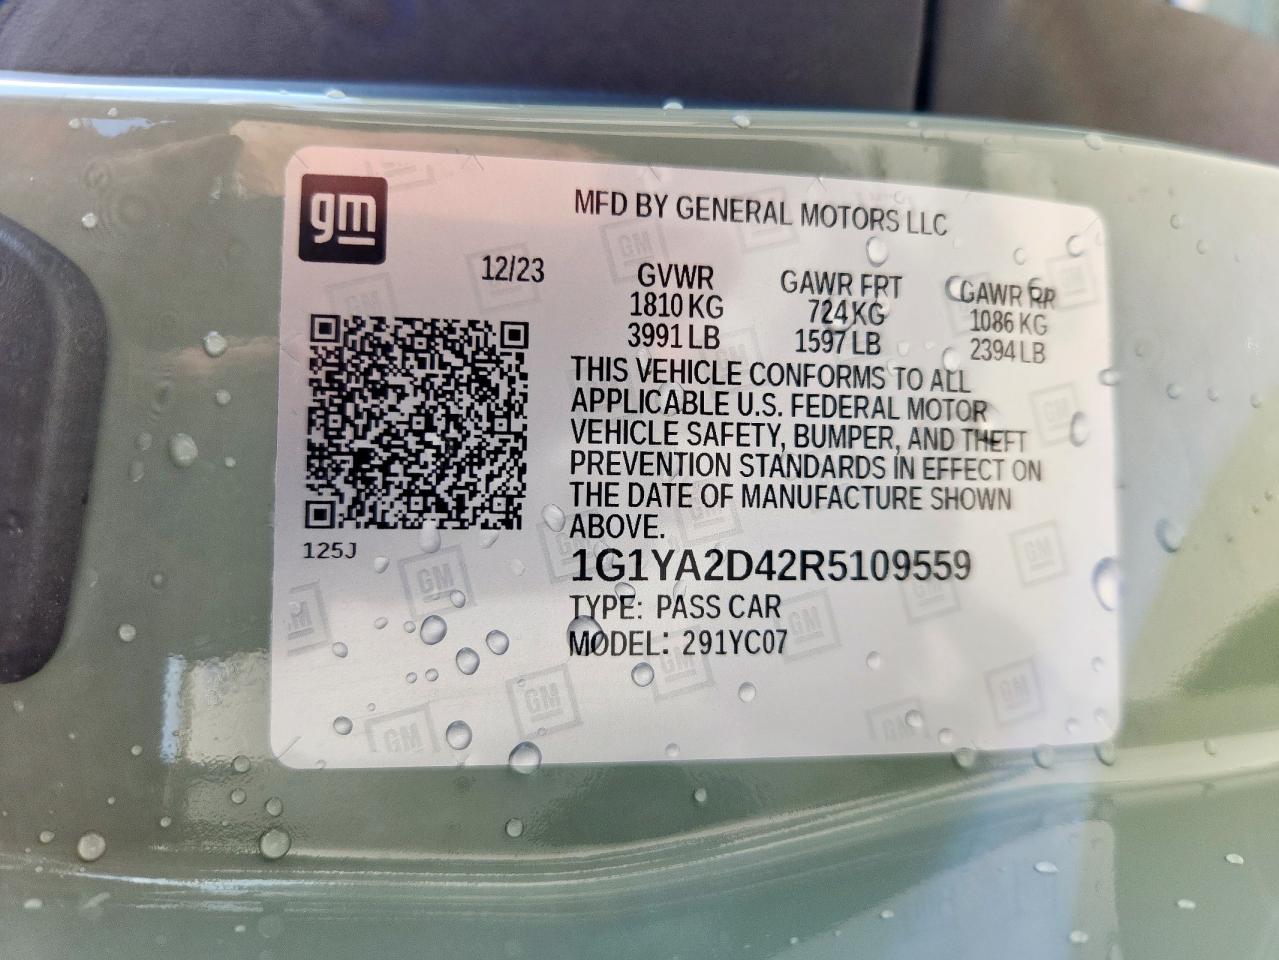 gm
MFD BY GENERAL MOTORS LLC
12/23
GVWR GAWR FRT GAWR RR
1810 KG 724 KG 1086 KG
3991 LB 1597 LB 2394 LB
THIS VEHICLE CONFORMS TO ALL
APPLICABLE U.S. FEDERAL MOTOR
VEHICLE SAFETY, BUMPER, AND THEFT
PREVENTION STANDARDS IN EFFECT ON
THE DATE OF MANUFACTURE SHOWN
ABOVE.
125J
1G1YA2D42R5109559
TYPE: PASS CAR
MODEL: 291YC07